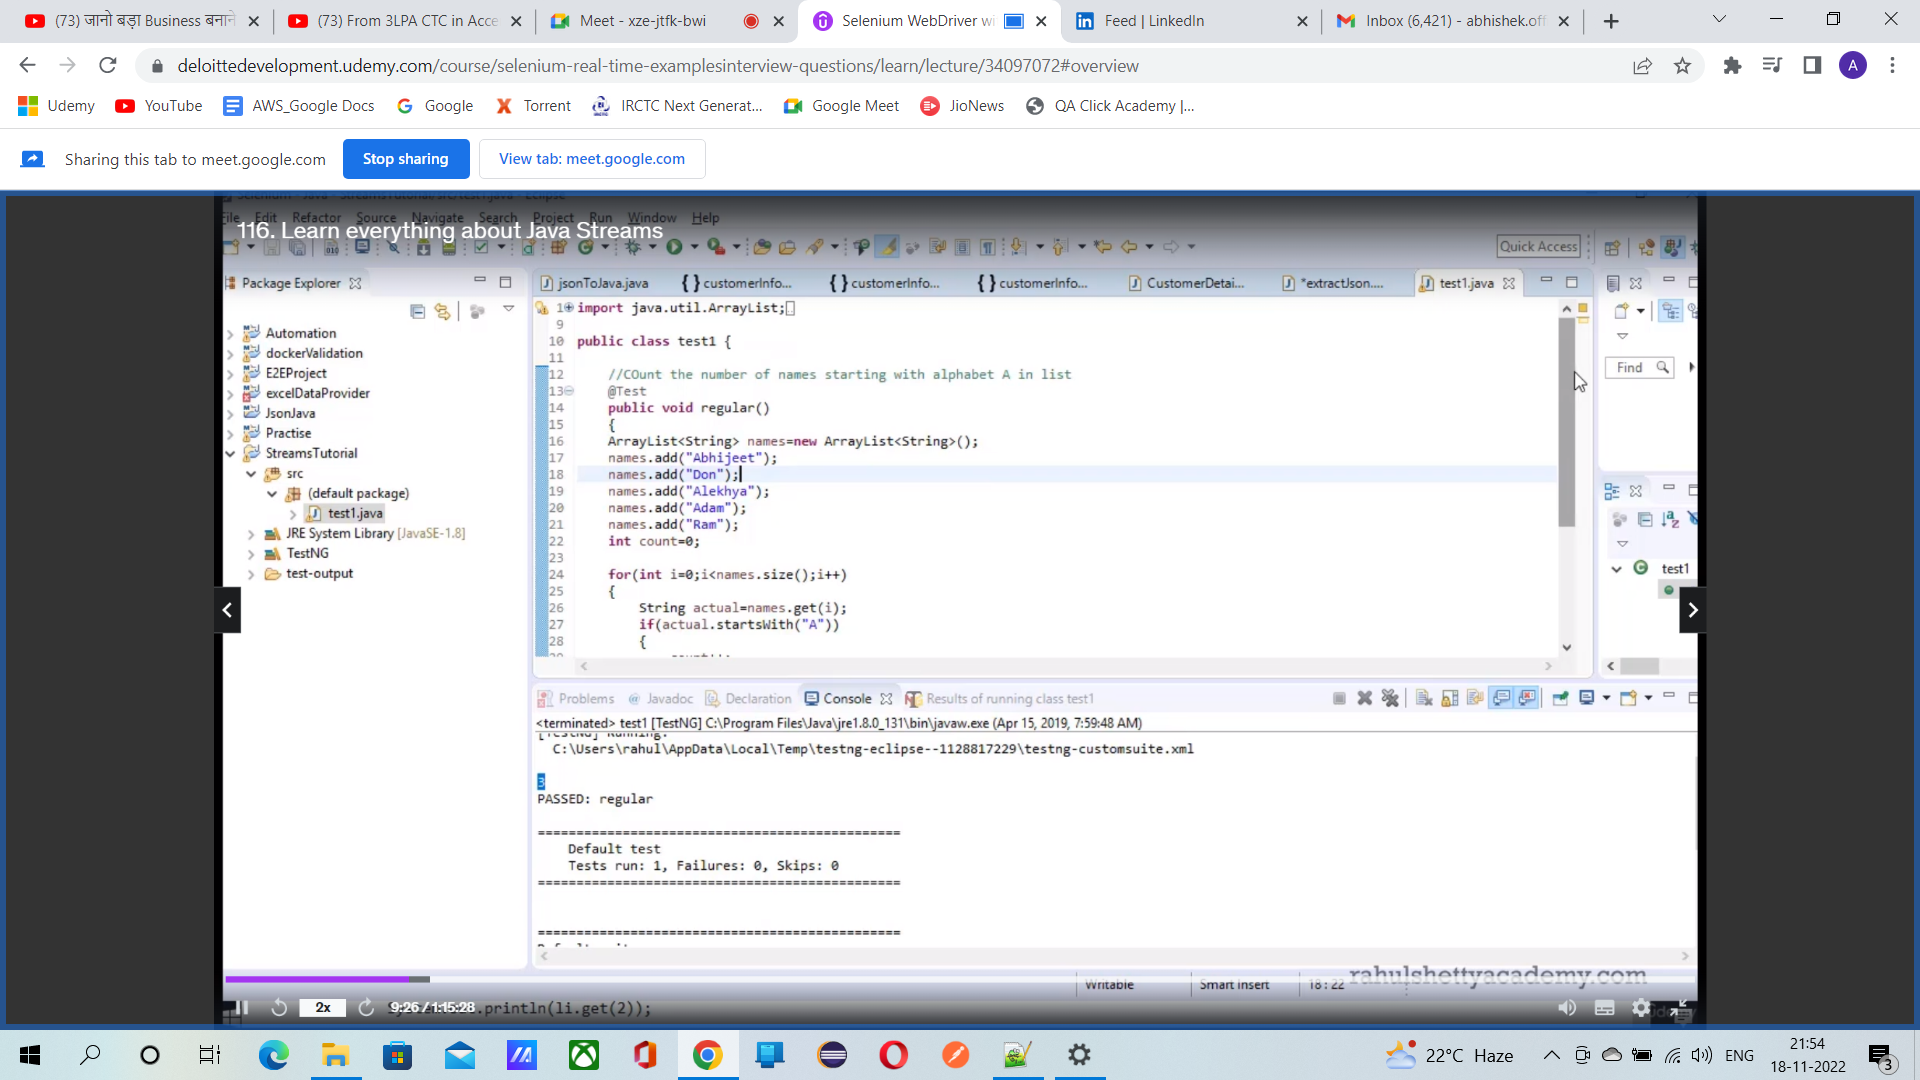 (73) जानो बड़ा Business बनाने
(73) From 3LPA CTC in Acce
Meet - xze-jtfk-bwi
Selenium WebDriver wi
Feed | LinkedIn
Inbox (6,421) - abhishek.off
deloittedevelopment.udemy.com/course/selenium-real-time-examplesinterview-questions/learn/lecture/34097072#overview
A
Udemy
YouTube
AWS_Google Docs
Google
Torrent
IRCTC Next Generat...
Google Meet
JioNews
QA Click Academy |...
Sharing this tab to meet.google.com
Stop sharing
View tab: meet.google.com
File Edit Refactor Source Navigate Search Project Run Window Help
116. Learn everything about Java Streams
Quick Access
Package Explorer
jsonToJava.java
customerInfo...
customerInfo...
customerInfo...
CustomerDetai...
*extractJson....
test1.java
Automation
dockerValidation
E2EProject
excelDataProvider
JsonJava
Practise
StreamsTutorial
src
(default package)
test1.java
JRE System Library [JavaSE-1.8]
TestNG
test-output
1 import java.util.ArrayList;
9
10 public class test1 {
11
12 //COunt the number of names starting with alphabet A in list
13 @Test
14 public void regular()
15 {
16 ArrayList<String> names=new ArrayList<String>();
17 names.add("Abhijeet");
18 names.add("Don");
19 names.add("Alekhya");
20 names.add("Adam");
21 names.add("Ram");
22 int count=0;
23
24 for(int i=0;i<names.size();i++)
25 {
26 String actual=names.get(i);
27 if(actual.startsWith("A"))
28 {
Find
test1
Problems
Javadoc
Declaration
Console
Results of running class test1
<terminated> test1 [TestNG] C:\Program Files\Java\jre1.8.0_131\bin\javaw.exe (Apr 15, 2019, 7:59:48 AM)
[TestNG] Running:
C:\Users\rahul\AppData\Local\Temp\testng-eclipse--1128817229\testng-customsuite.xml
3
PASSED: regular
===============================================
Default test
Tests run: 1, Failures: 0, Skips: 0
===============================================
===============================================
Writable
Smart insert
18 : 22
rahulshettyacademy.com
2x
9:26 / 1:15:28
.println(li.get(2));
22°C Haze
ENG
21:54
18-11-2022
3